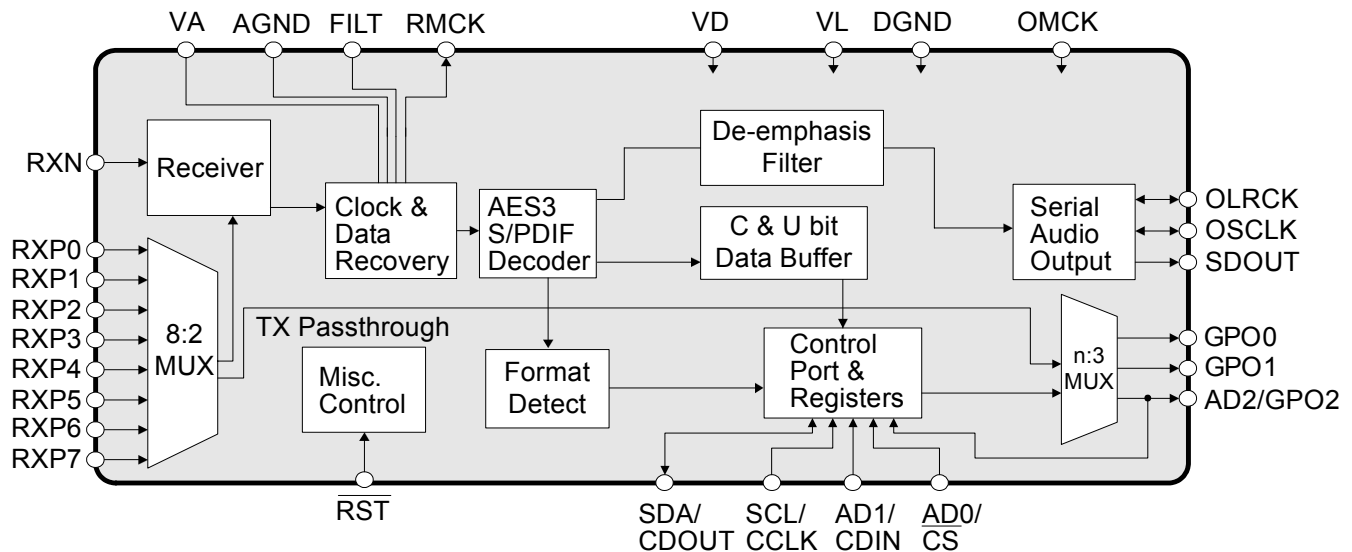 VA AGND FILT RMCK VD VL DGND OMCK
RXN
Receiver
Clock &
Data
Recovery
AES3
S/PDIF
Decoder
De-emphasis
Filter
C & U bit
Data Buffer
Serial
Audio
Output
OLRCK
OSCLK
SDOUT
RXP0
RXP1
RXP2
RXP3
RXP4
RXP5
RXP6
RXP7
8:2
MUX
TX Passthrough
Misc.
Control
Format
Detect
Control
Port &
Registers
n:3
MUX
GPO0
GPO1
AD2/GPO2
RST
SDA/
CDOUT
SCL/
CCLK
AD1/
CDIN
AD0/
CS